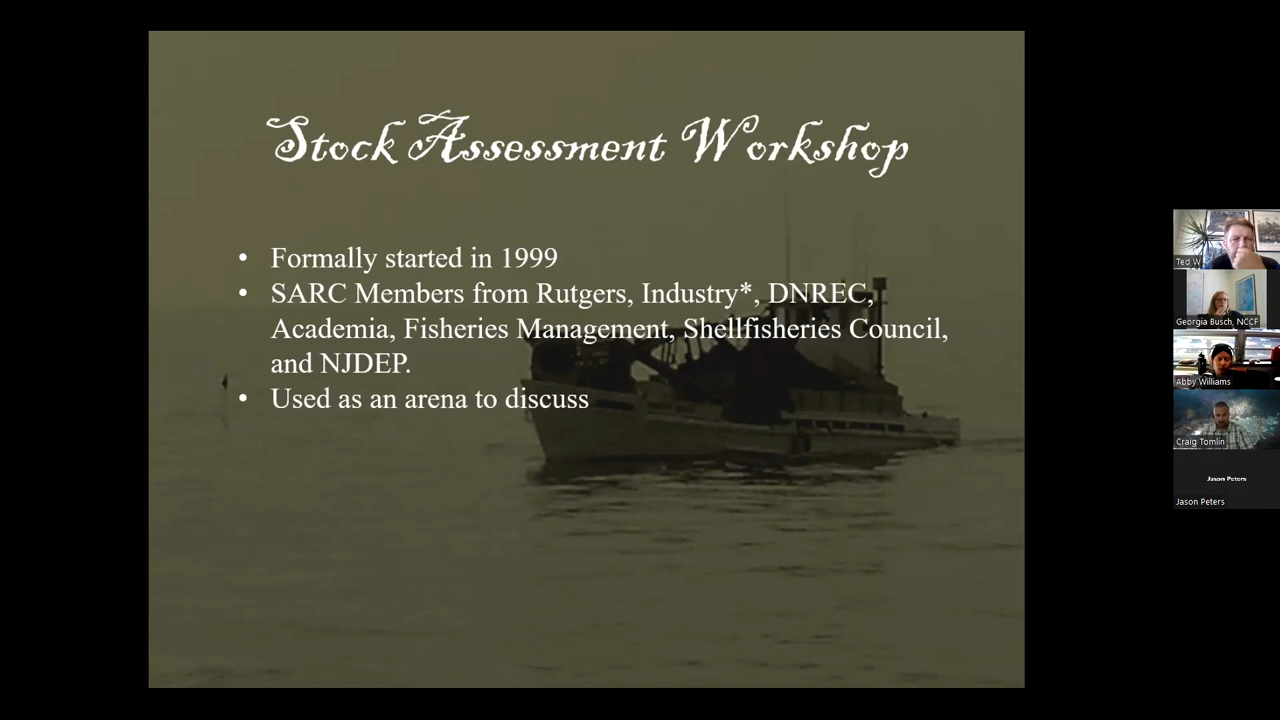 Stock Assessment Workshop
• Formally started in 1999
• SARC Members from Rutgers, Industry*, DNREC,
Academia, Fisheries Management, Shellfisheries Council,
and NJDEP.
• Used as an arena to discuss
Ted W
Georgia Busch, NCCF
Abby Williams
Craig Tomlin
Jason Peters
Jason Peters